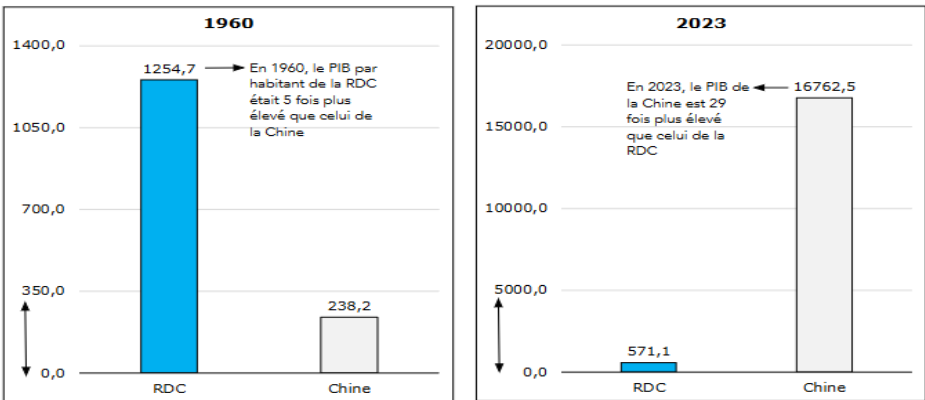 1960
1400,0
1254,7
En 1960, le PIB par
habitant de la RDC
était 5 fois plus
élevé que celui de
la Chine
1050,0
700,0
350,0
238,2
0,0
RDC
Chine
2023
20000,0
En 2023, le PIB de
la Chine est 29
fois plus élevé
que celui de la
RDC
16762,5
15000,0
10000,0
5000,0
571,1
0,0
RDC
Chine